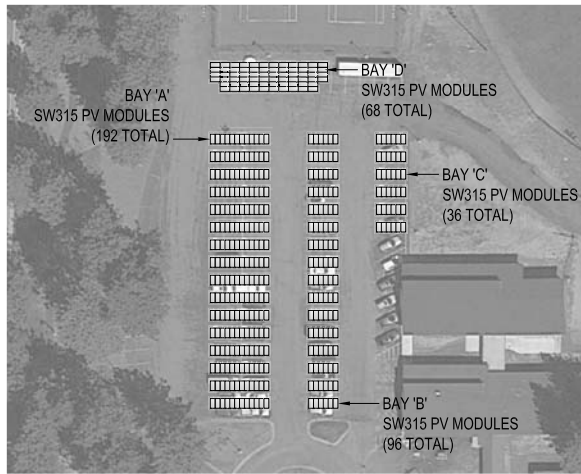 BAY 'D'
SW315 PV MODULES
(68 TOTAL)
BAY 'A'
SW315 PV MODULES
(192 TOTAL)
BAY 'C'
SW315 PV MODULES
(36 TOTAL)
BAY 'B'
SW315 PV MODULES
(96 TOTAL)